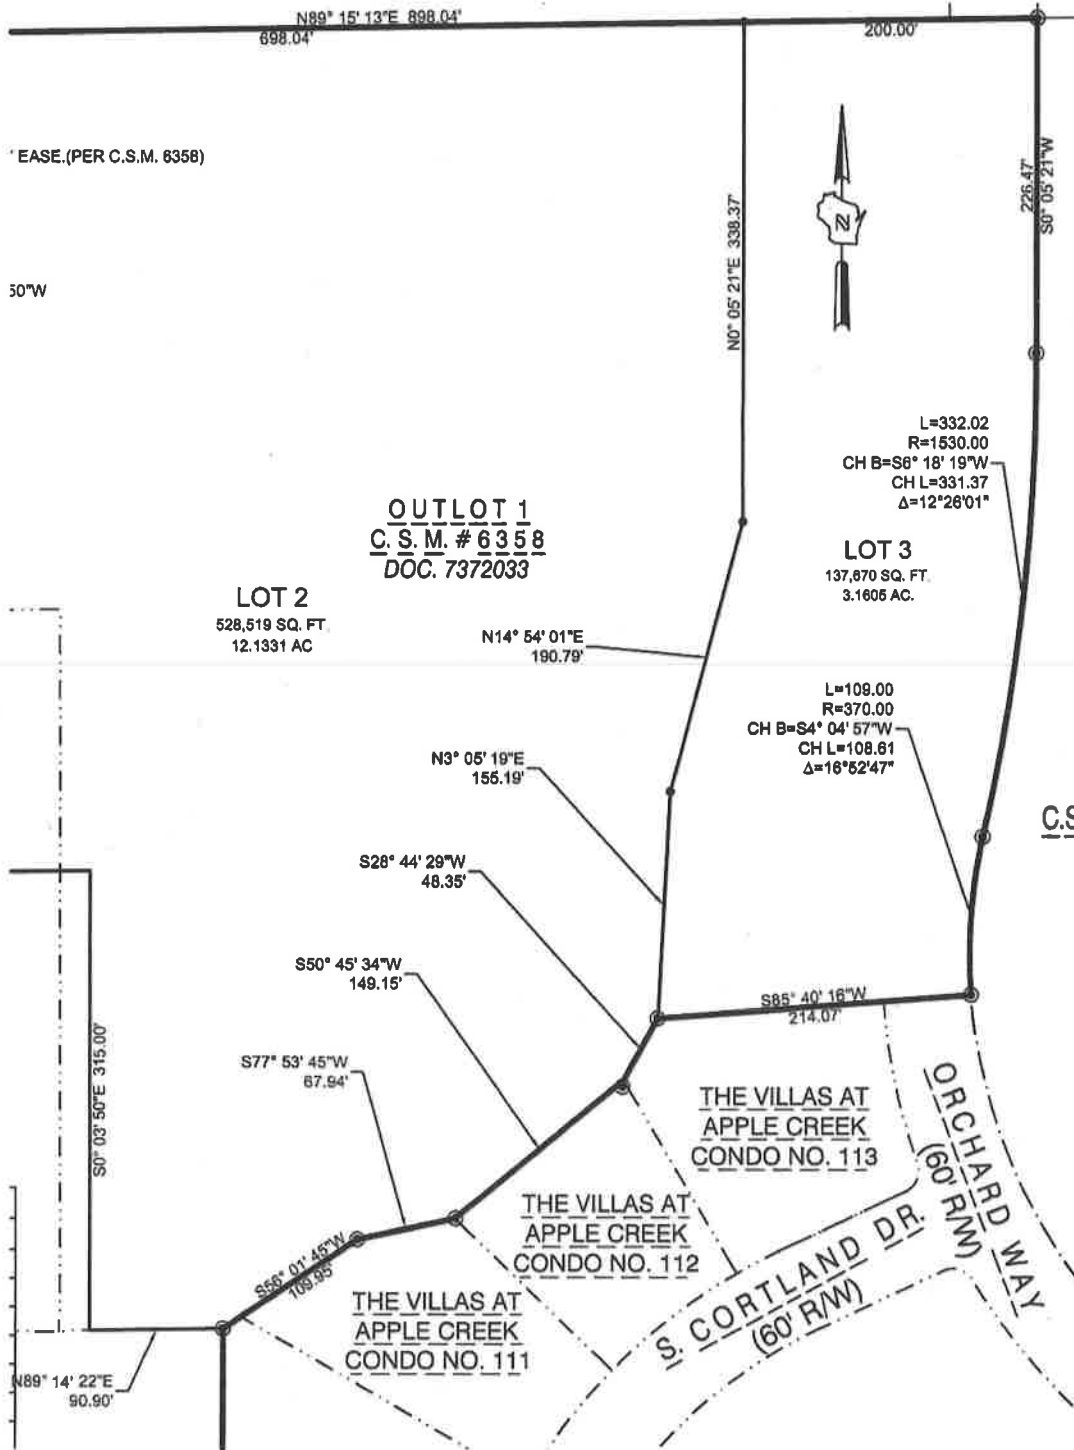 N89° 15' 13"E 898.04'
698.04'
200.00'
EASE.(PER C.S.M. 6358)
50"W
N0° 05' 21"E 338.37'
N
226.47'
S0° 05' 21"W
L=332.02
R=1530.00
CH B=S6° 18' 19"W
CH L=331.37
Δ=12°26'01"
OUTLOT 1
C. S. M. # 6358
DOC. 7372033
LOT 3
137,670 SQ. FT.
3.1605 AC.
LOT 2
528,519 SQ. FT.
12.1331 AC
N14° 54' 01"E
190.79'
L=109.00
R=370.00
CH B=S4° 04' 57"W
CH L=108.61
Δ=16°52'47"
N3° 05' 19"E
155.19'
C.S
S28° 44' 29"W
48.35'
S50° 45' 34"W
149.15'
S85° 40' 16"W
214.07'
S77° 53' 45"W
67.94'
S0° 03' 50"E 315.00'
THE VILLAS AT
APPLE CREEK
CONDO NO. 113
ORCHARD WAY
(60' R/W)
THE VILLAS AT
APPLE CREEK
CONDO NO. 112
S. CORTLAND DR.
(60' R/W)
S56° 01' 45"W
109.95'
THE VILLAS AT
APPLE CREEK
CONDO NO. 111
N89° 14' 22"E
90.90'